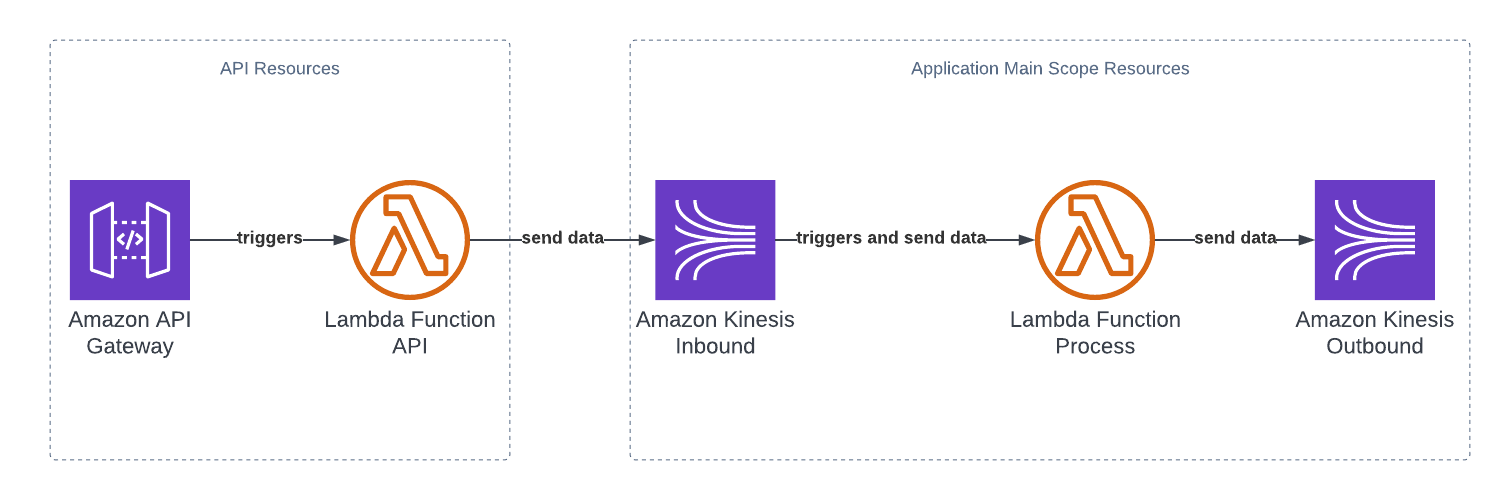 API Resources
Application Main Scope Resources
triggers
send data
triggers and send data
send data
Amazon API
Gateway
Lambda Function
API
Amazon Kinesis
Inbound
Lambda Function
Process
Amazon Kinesis
Outbound